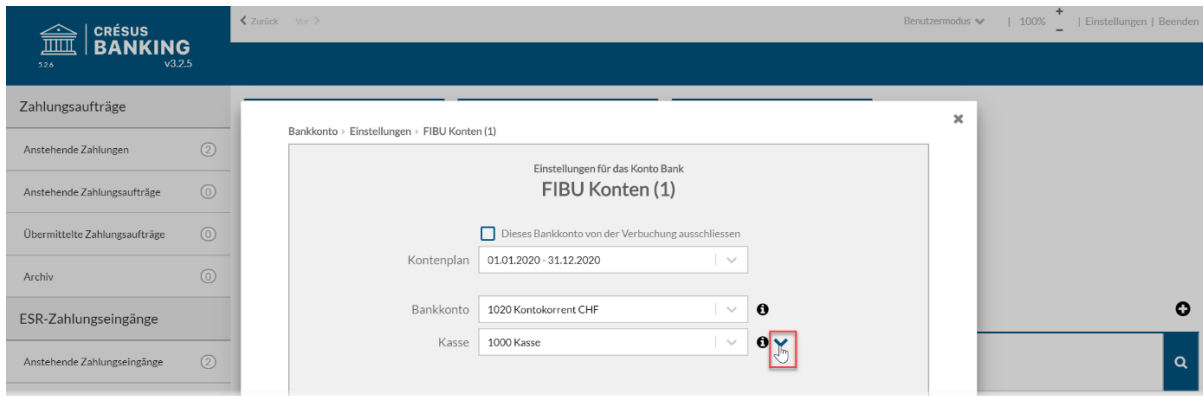 CRÉSUS
BANKING
5.2.6 v3.2.5
Zurück Vor
Benutzermodus | 100% + − | Einstellungen | Beenden
Zahlungsaufträge
Anstehende Zahlungen 2
Anstehende Zahlungsaufträge 0
Übermittelte Zahlungsaufträge 0
Archiv 0
ESR-Zahlungseingänge
Anstehende Zahlungseingänge 2
Bankkonto › Einstellungen › FIBU Konten (1)
Einstellungen für das Konto Bank
FIBU Konten (1)
Dieses Bankkonto von der Verbuchung ausschliessen
Kontenplan 01.01.2020 - 31.12.2020
Bankkonto 1020 Kontokorrent CHF
Kasse 1000 Kasse